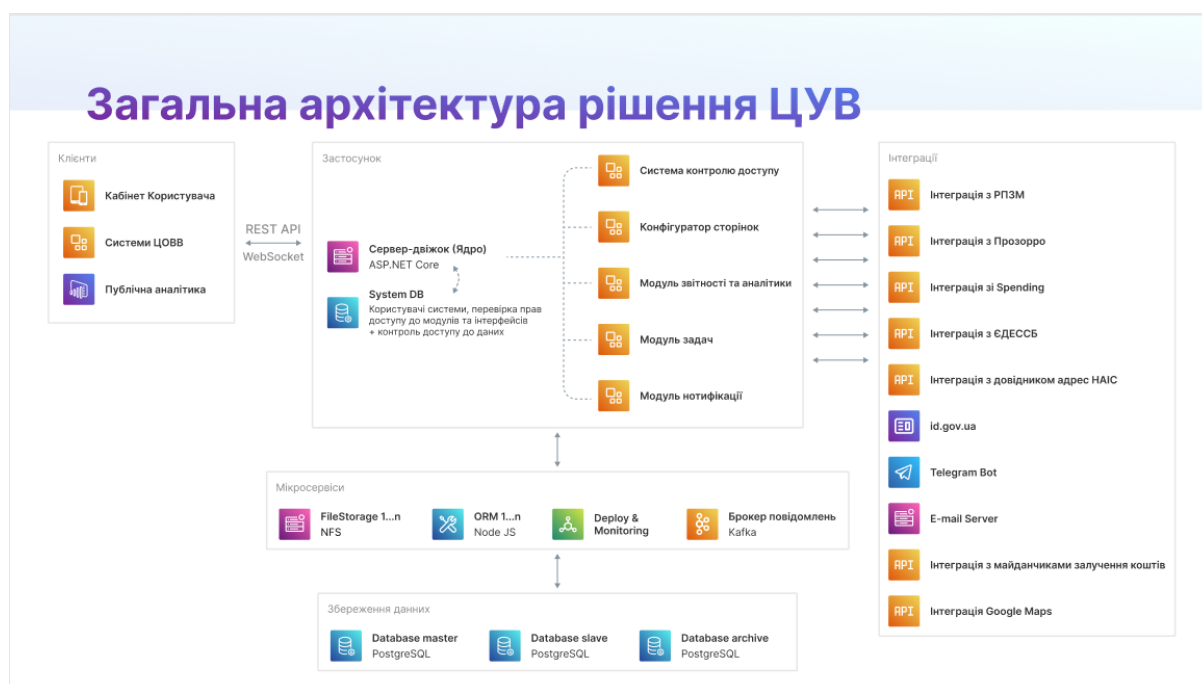 Загальна архітектура рішення ЦУВ
Клієнти
Кабінет Користувача
Системи ЦОВВ
Публічна аналітика
REST API
WebSocket
Застосунок
Сервер-двіжок (Ядро)
ASP.NET Core
System DB
Користувачі системи, перевірка прав
доступу до модулів та інтерфейсів
+ контроль доступу до даних
Система контролю доступу
Конфігуратор сторінок
Модуль звітності та аналітики
Модуль задач
Модуль нотифікації
Інтеграції
API
Інтеграція з РПЗМ
API
Інтеграція з Прозорро
API
Інтеграція зі Spending
API
Інтеграція з ЄДЕССБ
API
Інтеграція з довідником адрес НАІС
id.gov.ua
Telegram Bot
E-mail Server
API
Інтеграція з майданчиками залучення коштів
API
Інтеграція Google Maps
Мікросервіси
FileStorage 1...n
NFS
ORM 1...n
Node JS
Deploy &
Monitoring
Брокер повідомлень
Kafka
Збереження данних
Database master
PostgreSQL
Database slave
PostgreSQL
Database archive
PostgreSQL